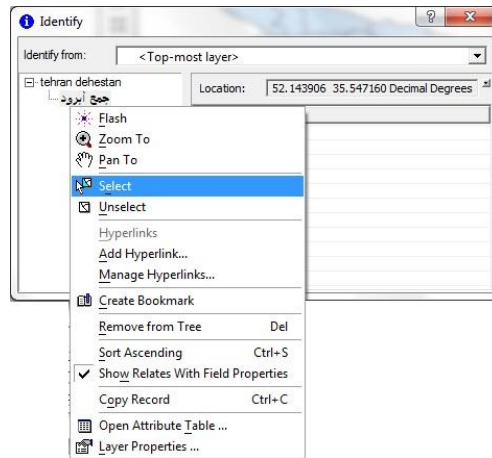 Identify
Identify from: <Top-most layer>
tehran dehestan
جمع آبرود
Location: 52.143906 35.547160 Decimal Degrees
Flash
Zoom To
Pan To
Select
Unselect
Hyperlinks
Add Hyperlink...
Manage Hyperlinks...
Create Bookmark
Remove from Tree Del
Sort Ascending Ctrl+S
Show Relates With Field Properties
Copy Record Ctrl+C
Open Attribute Table ...
Layer Properties ...